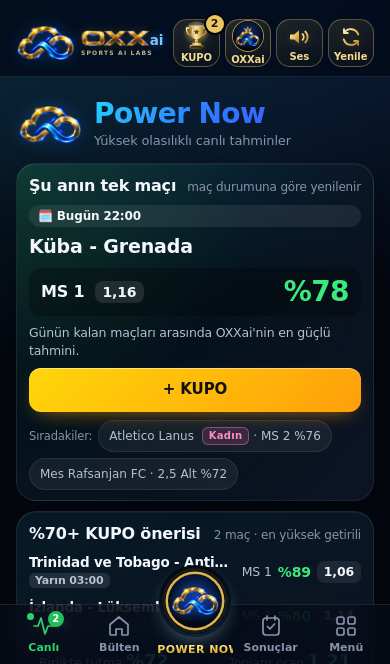 OXX ai
SPORTS AI LABS
2
KUPO
OXXai
Ses
Yenile
Power Now
Yüksek olasılıklı canlı tahminler
Şu anın tek maçı maç durumuna göre yenilenir
Bugün 22:00
Küba - Grenada
MS 1 1,16 %78
Günün kalan maçları arasında OXXai'nin en güçlü
tahmini.
+ KUPO
Sıradakiler: Atletico Lanus Kadın · MS 2 %76
Mes Rafsanjan FC · 2,5 Alt %72
%70+ KUPO önerisi 2 maç · en yüksek getirili
Trinidad ve Tobago - Anti... MS 1 %89 1,06
Yarın 03:00
İzlanda - Lüksem
2
Canlı
Bülten
POWER NOW
Sonuçlar
Menü